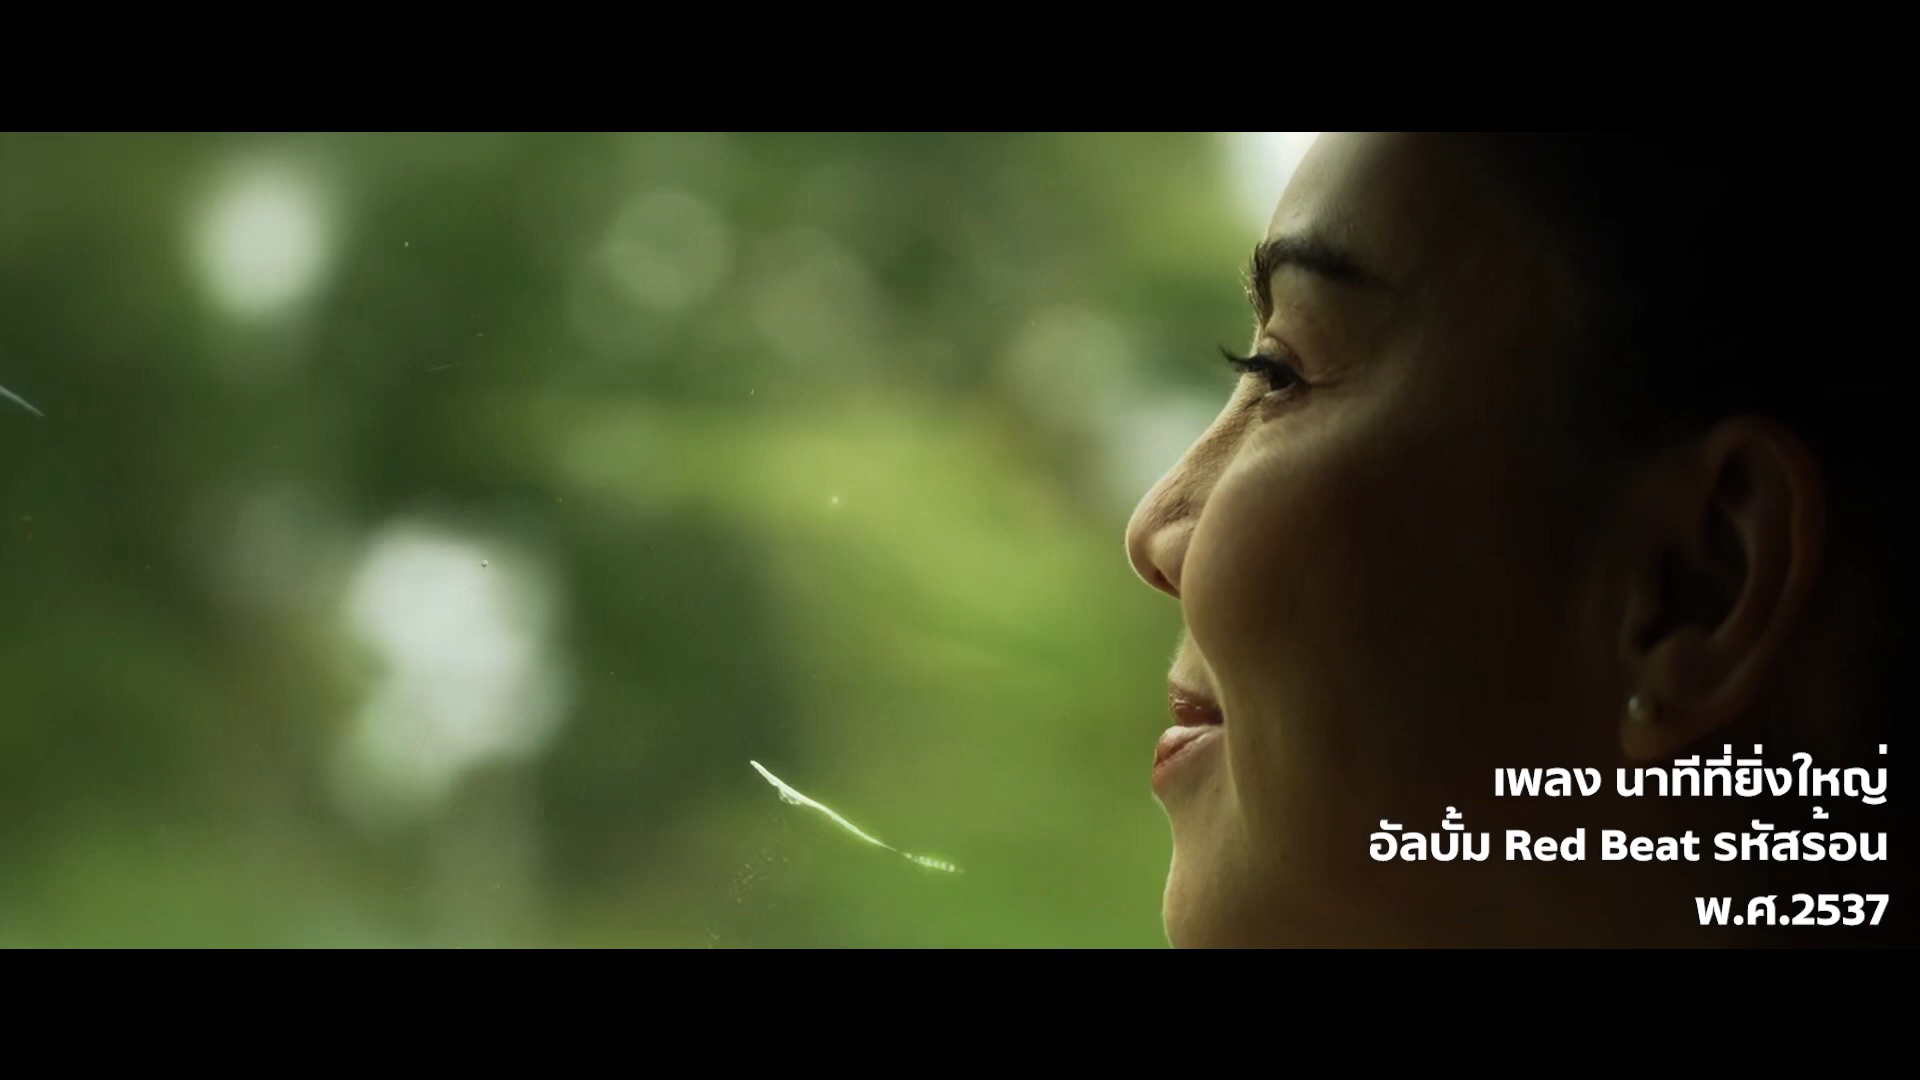 เพลง นาทีที่ยิ่งใหญ่
อัลบั้ม Red Beat รหัสร้อน
พ.ศ.2537